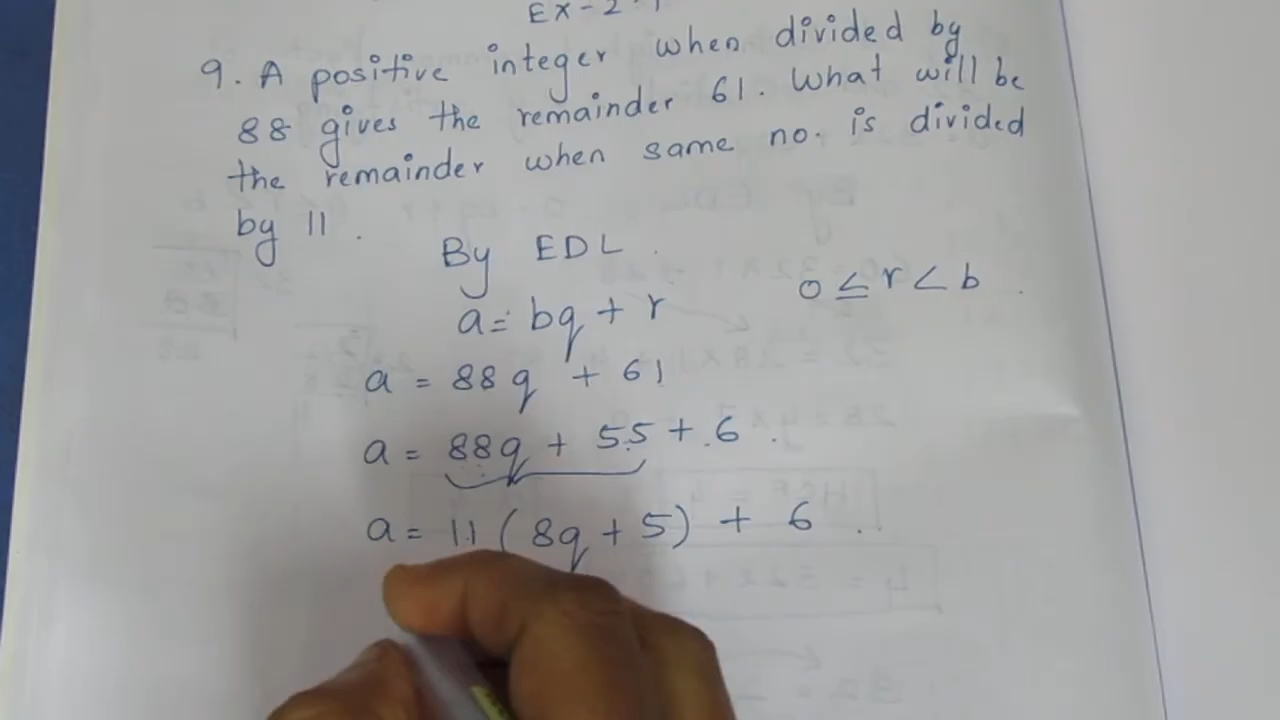 Ex-2.1
9. A positive integer when divided by
88 gives the remainder 61. What will be
the remainder when same no. is divided
by 11.
By EDL.
a = bq + r 0 ≤ r < b.
a = 88q + 61
a = 88q + 55 + 6.
a = 11 (8q + 5) + 6.